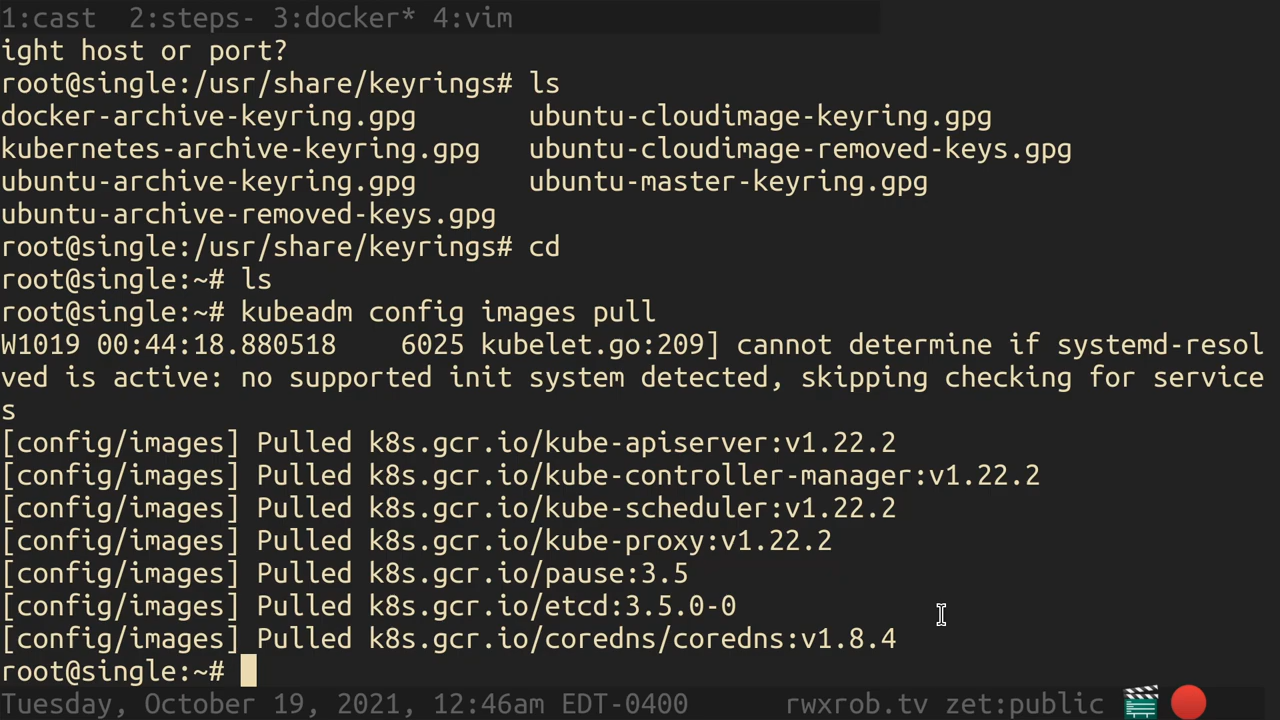 1:cast  2:steps- 3:docker* 4:vim
ight host or port?
root@single:/usr/share/keyrings# ls
docker-archive-keyring.gpg       ubuntu-cloudimage-keyring.gpg
kubernetes-archive-keyring.gpg   ubuntu-cloudimage-removed-keys.gpg
ubuntu-archive-keyring.gpg       ubuntu-master-keyring.gpg
ubuntu-archive-removed-keys.gpg
root@single:/usr/share/keyrings# cd
root@single:~# ls
root@single:~# kubeadm config images pull
W1019 00:44:18.880518    6025 kubelet.go:209] cannot determine if systemd-resol
ved is active: no supported init system detected, skipping checking for service
s
[config/images] Pulled k8s.gcr.io/kube-apiserver:v1.22.2
[config/images] Pulled k8s.gcr.io/kube-controller-manager:v1.22.2
[config/images] Pulled k8s.gcr.io/kube-scheduler:v1.22.2
[config/images] Pulled k8s.gcr.io/kube-proxy:v1.22.2
[config/images] Pulled k8s.gcr.io/pause:3.5
[config/images] Pulled k8s.gcr.io/etcd:3.5.0-0
[config/images] Pulled k8s.gcr.io/coredns/coredns:v1.8.4
root@single:~#
Tuesday, October 19, 2021, 12:46am EDT-0400      rwxrob.tv zet:public 🎬 🔴